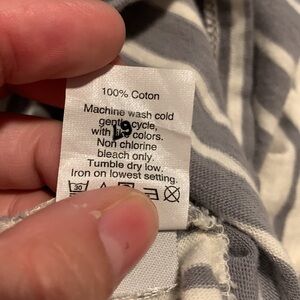 100% Coton
Machine wash cold
gentle cycle,
with colors.
Non chlorine
bleach only.
Tumble dry low.
Iron on lowest setting.
30